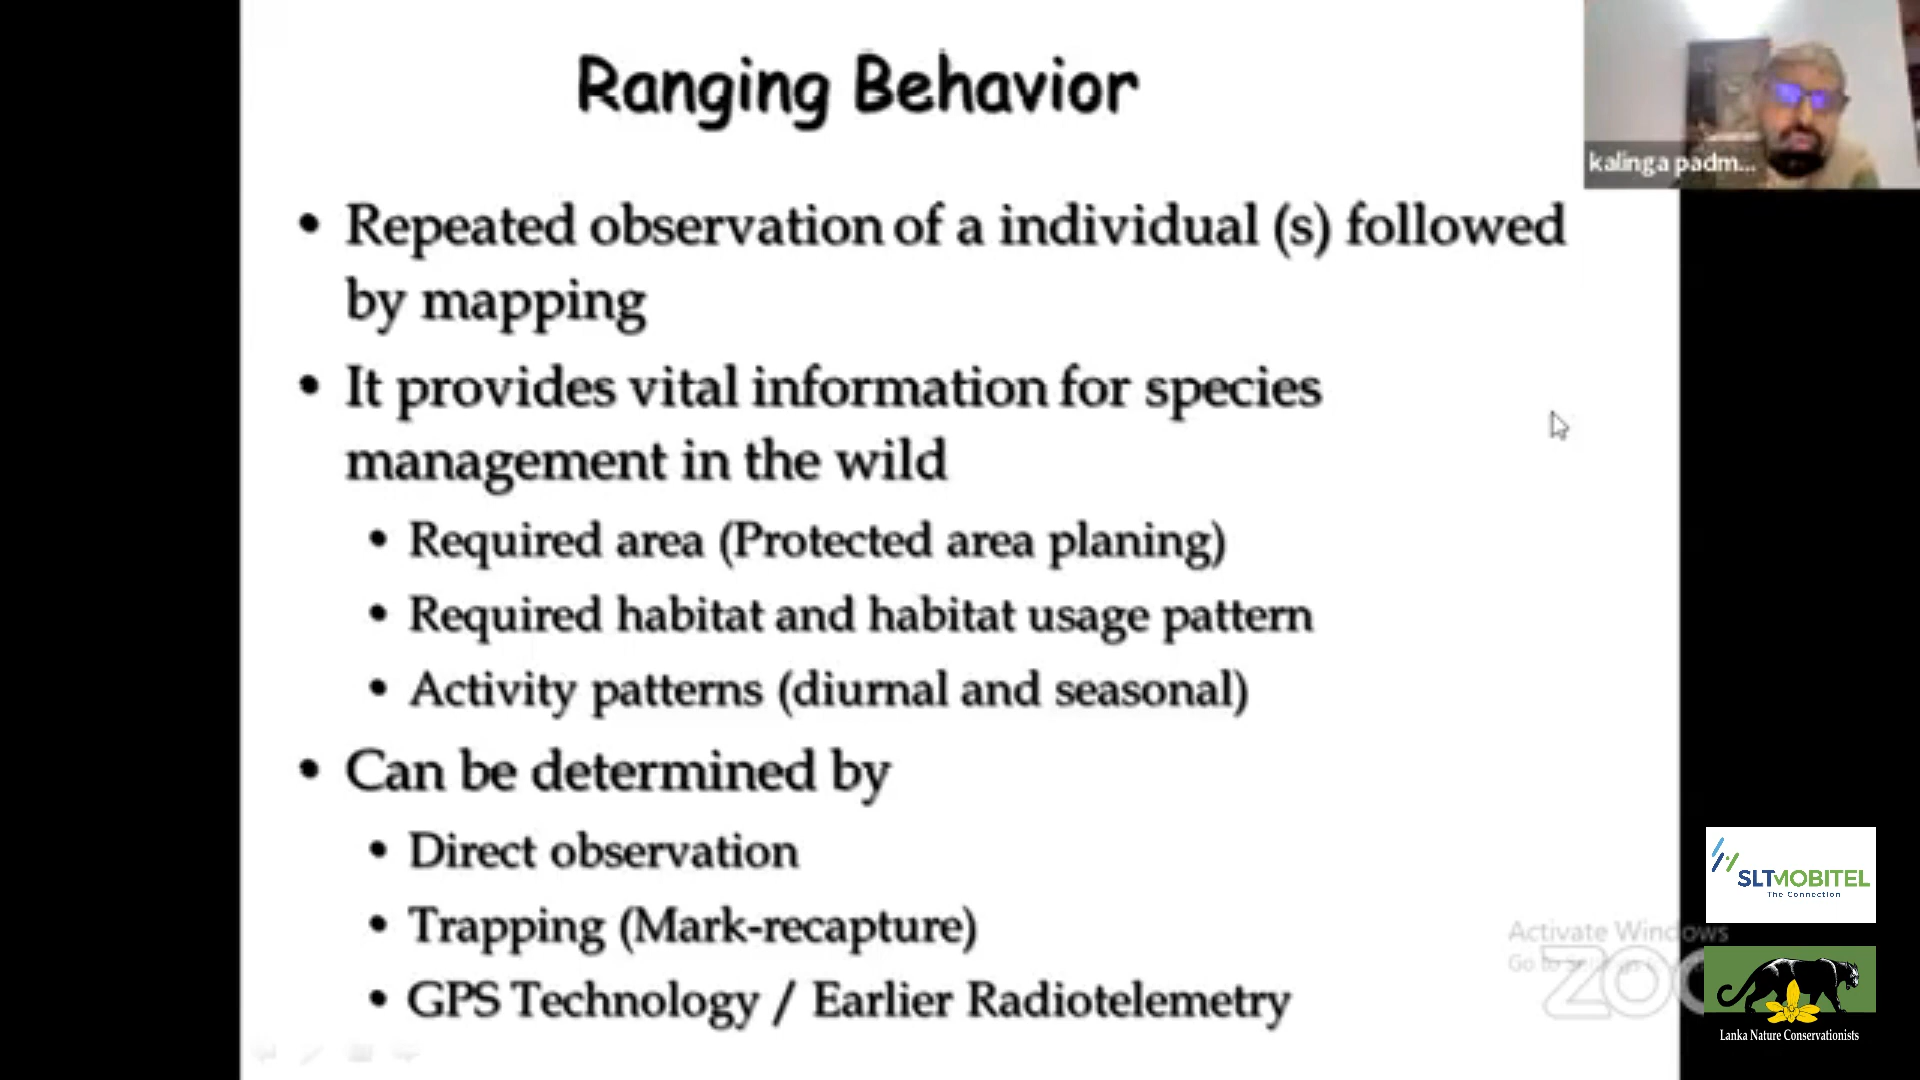 Ranging Behavior
kalinga padm...
• Repeated observation of a individual (s) followed
by mapping
• It provides vital information for species
management in the wild
• Required area (Protected area planing)
• Required habitat and habitat usage pattern
• Activity patterns (diurnal and seasonal)
• Can be determined by
• Direct observation
• Trapping (Mark-recapture)
• GPS Technology / Earlier Radiotelemetry
SLTMOBITEL
The Connection
Activate Windows
Go to
Lanka Nature Conservationists